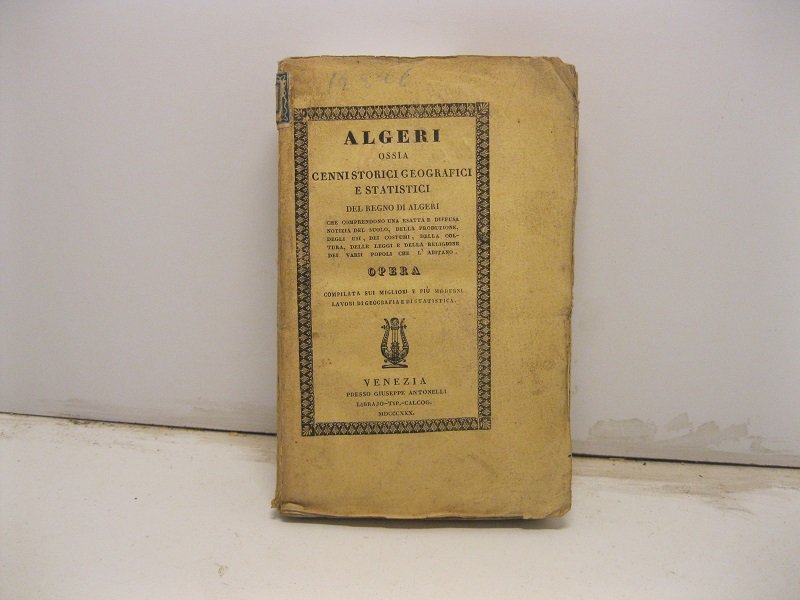 ALGERI
OSSIA
CENNI STORICI GEOGRAFICI
E STATISTICI
DEL REGNO DI ALGERI
CHE COMPRENDONO UNA ESATTA E DIFFUSA
NOTIZIA DEL SUOLO, DELLA PRODUZIONE,
DEGLI USI, DEI COSTUMI, DELLA COL-
TURA, DELLE LEGGI E DELLA RELIGIONE
DEI VARII POPOLI CHE L'ABITANO.
OPERA
COMPILATA SUI MIGLIORI E PIÙ MODERNI
LAVORI DI GEOGRAFIA E DI STATISTICA.
VENEZIA
PRESSO GIUSEPPE ANTONELLI
LIBRAJO-TIP.-CALCOG.
MDCCCXXX.